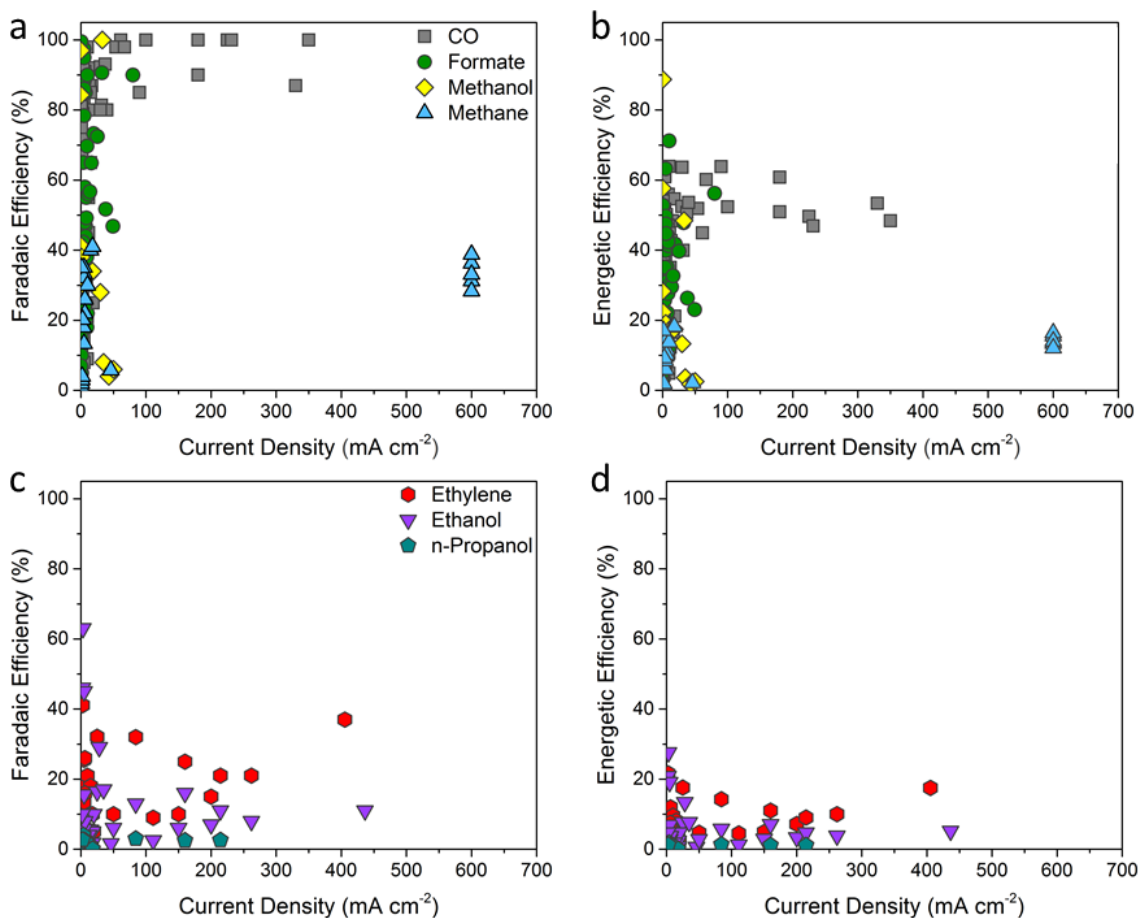 a
100
80
60
40
20
0
Faradaic Efficiency (%)
CO
Formate
Methanol
Methane
0 100 200 300 400 500 600 700
Current Density (mA cm⁻²)
b
100
80
60
40
20
0
Energetic Efficiency (%)
0 100 200 300 400 500 600 700
Current Density (mA cm⁻²)
c
100
80
60
40
20
0
Faradaic Efficiency (%)
Ethylene
Ethanol
n-Propanol
0 100 200 300 400 500 600 700
Current Density (mA cm⁻²)
d
100
80
60
40
20
0
Energetic Efficiency (%)
0 100 200 300 400 500 600 700
Current Density (mA cm⁻²)